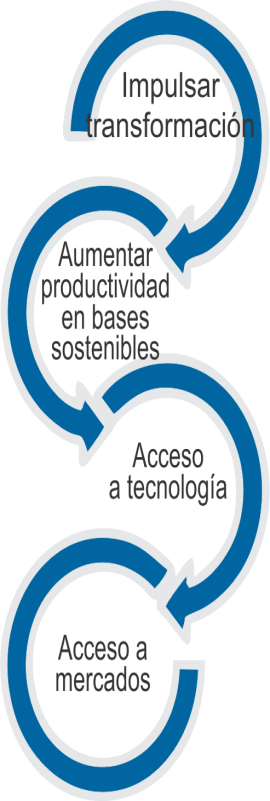 Impulsar
transformación
Aumentar
productividad
en bases
sostenibles
Acceso
a tecnología
Acceso a
mercados